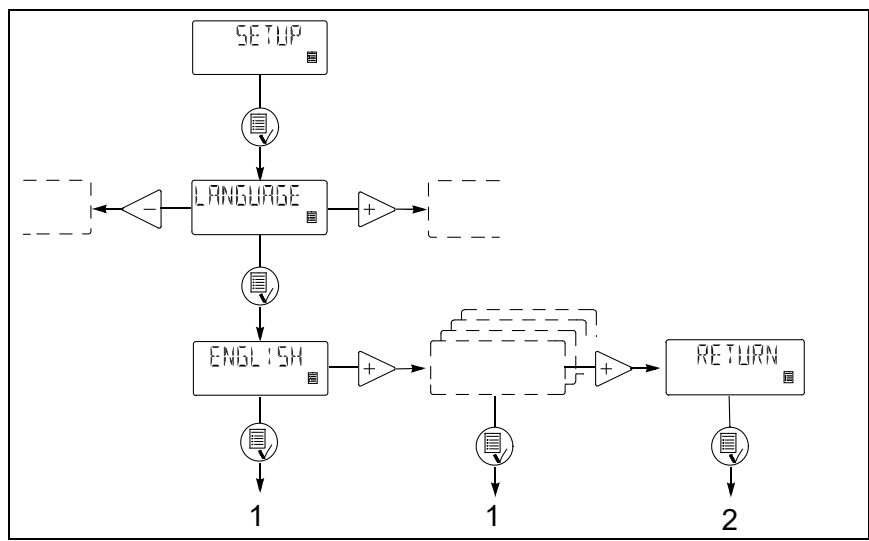 SETUP
−
LANGUAGE
+
ENGLISH
+
+
RETURN
1
1
2